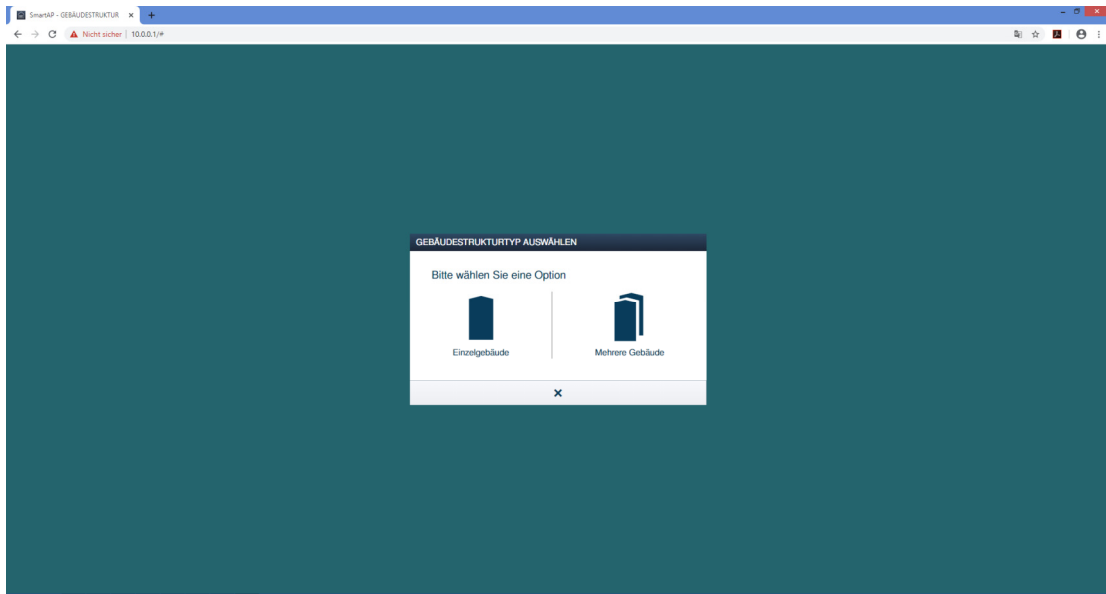 SmartAP - GEBÄUDESTRUKTUR
Nicht sicher | 10.0.0.1/#
GEBÄUDESTRUKTURTYP AUSWÄHLEN
Bitte wählen Sie eine Option
Einzelgebäude
Mehrere Gebäude